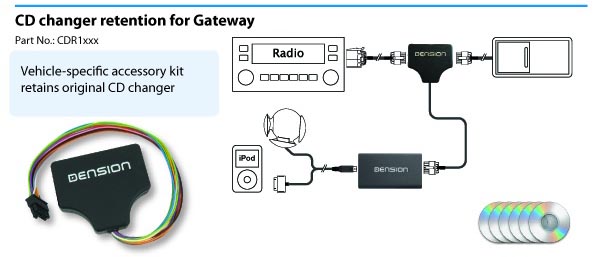 CD changer retention for Gateway
Part No.: CDR1xxx
Vehicle-specific accessory kit
retains original CD changer
Radio
DENSION
iPod
DENSION
DENSION